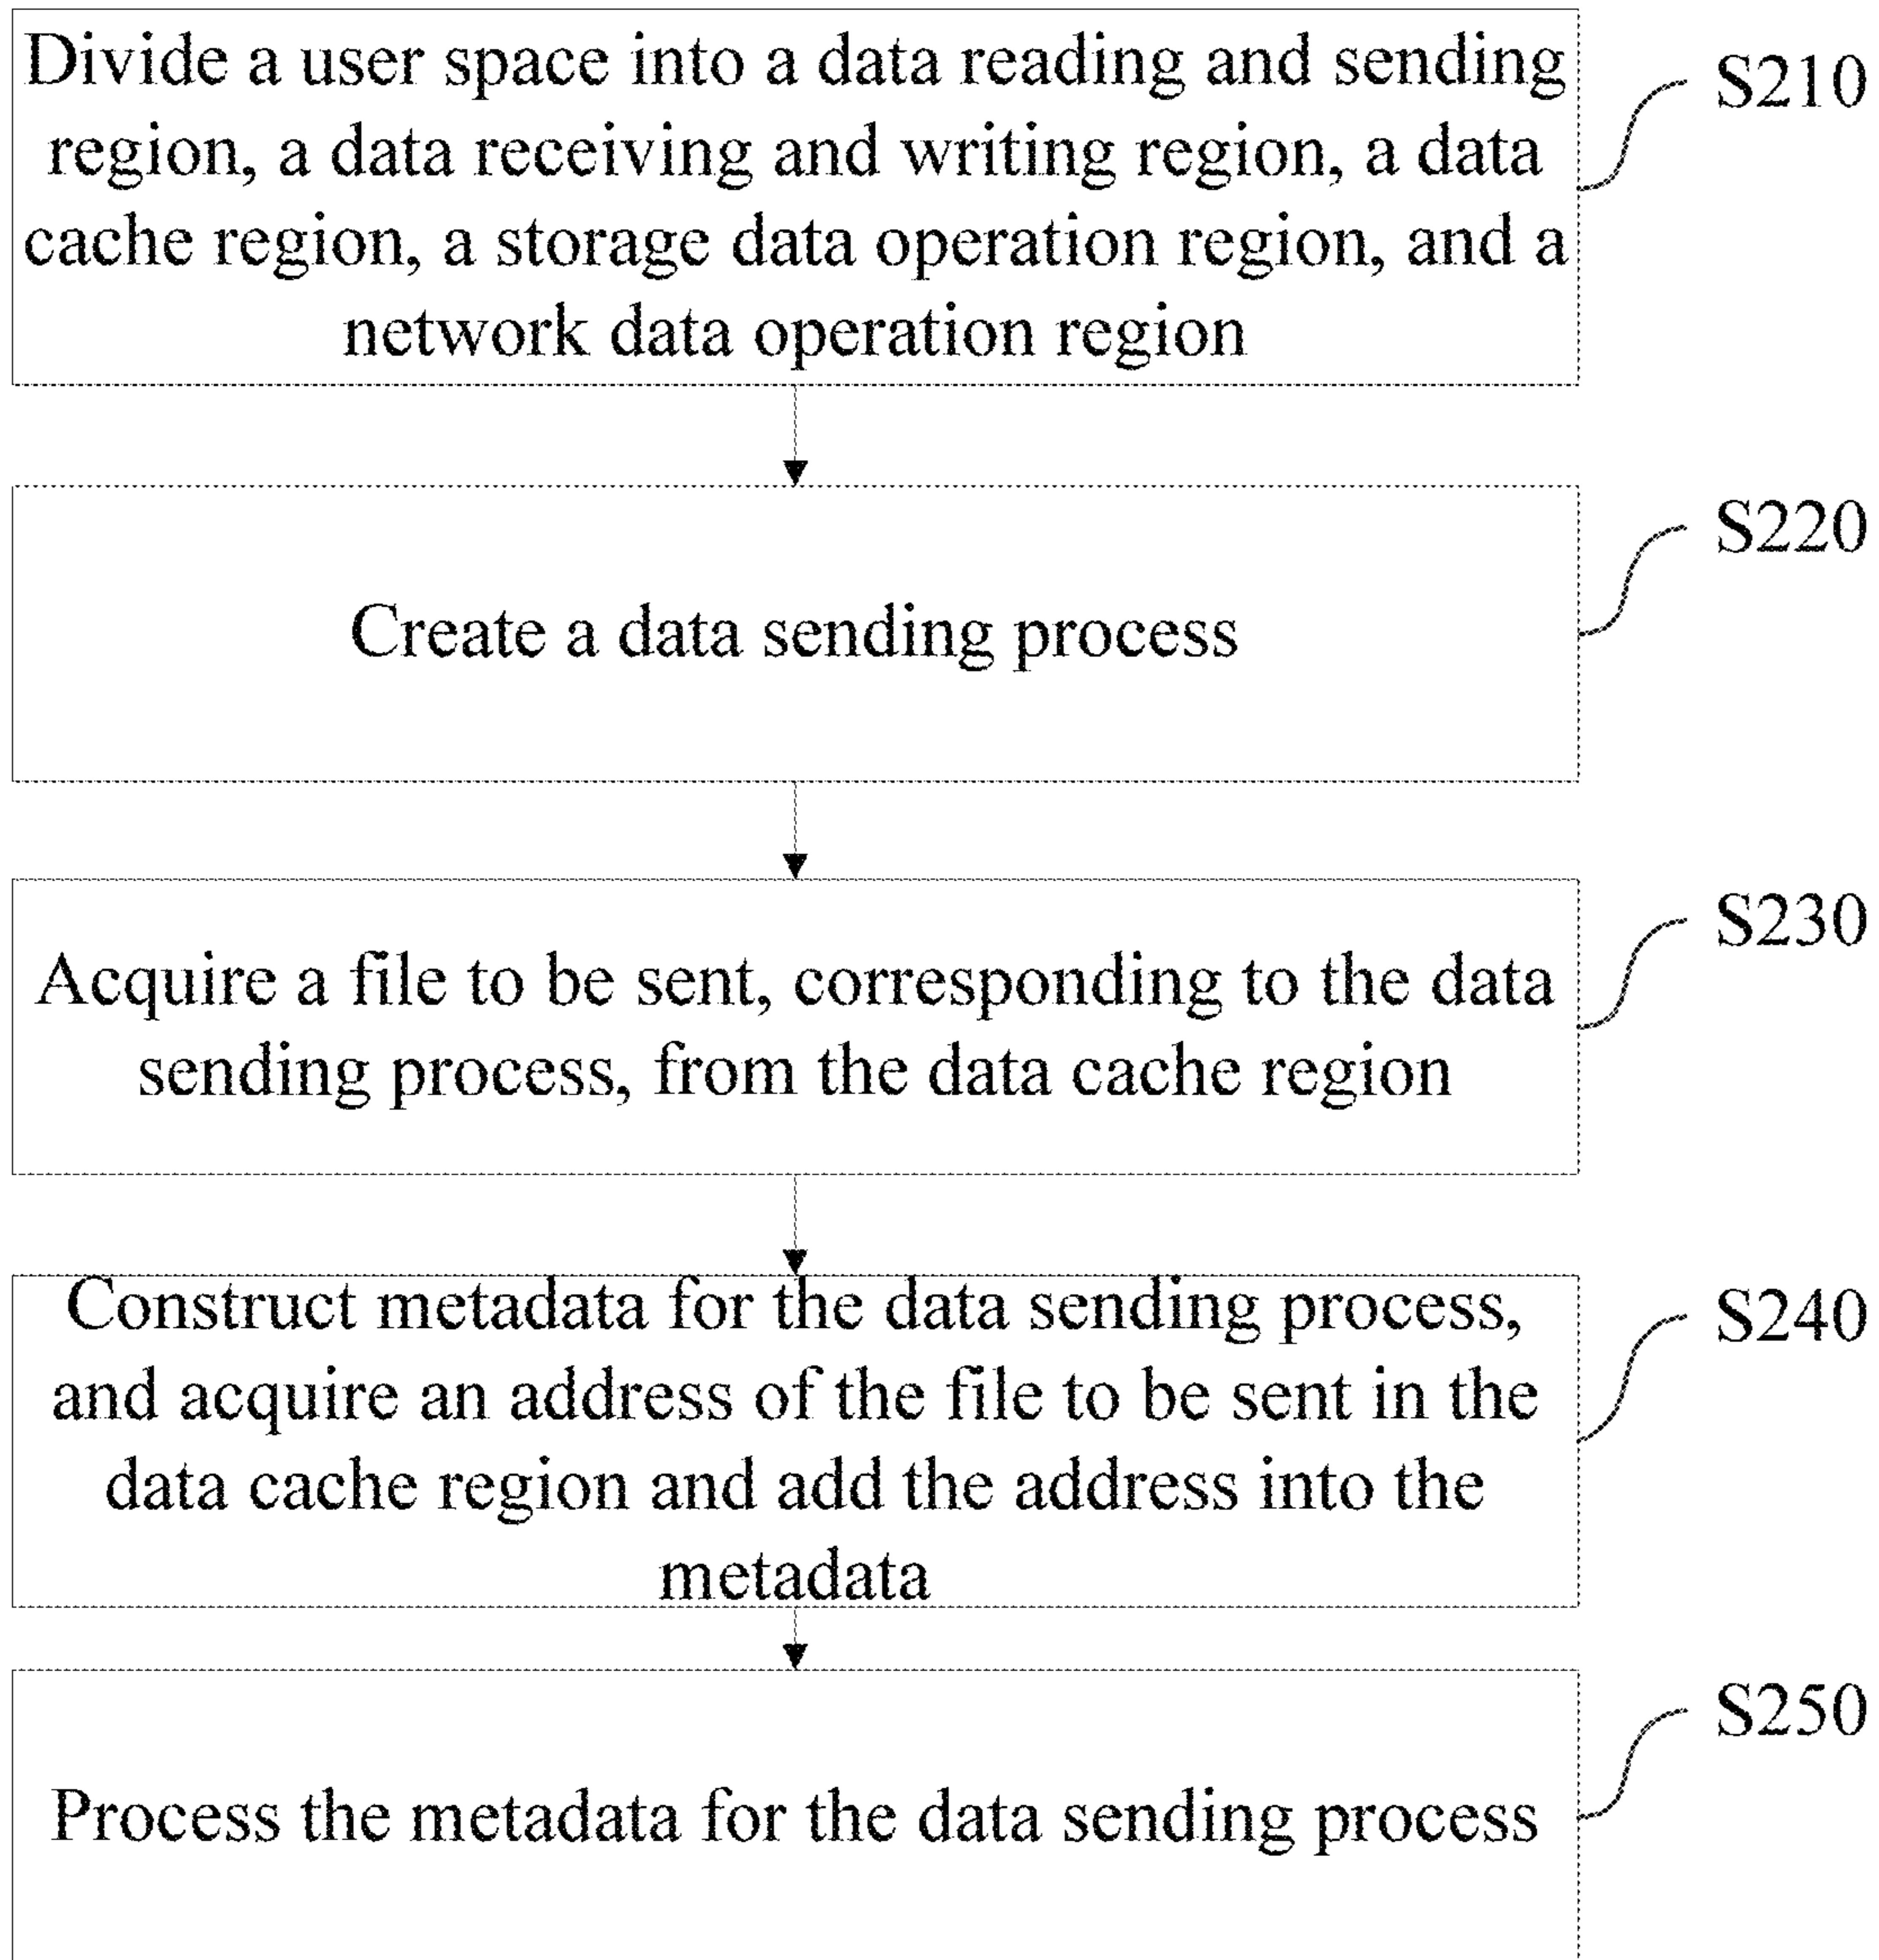 Divide a user space into a data reading and sending
region, a data receiving and writing region, a data
cache region, a storage data operation region, and a
network data operation region
S210
Create a data sending process
S220
Acquire a file to be sent, corresponding to the data
sending process, from the data cache region
S230
Construct metadata for the data sending process,
and acquire an address of the file to be sent in the
data cache region and add the address into the
metadata
S240
Process the metadata for the data sending process
S250